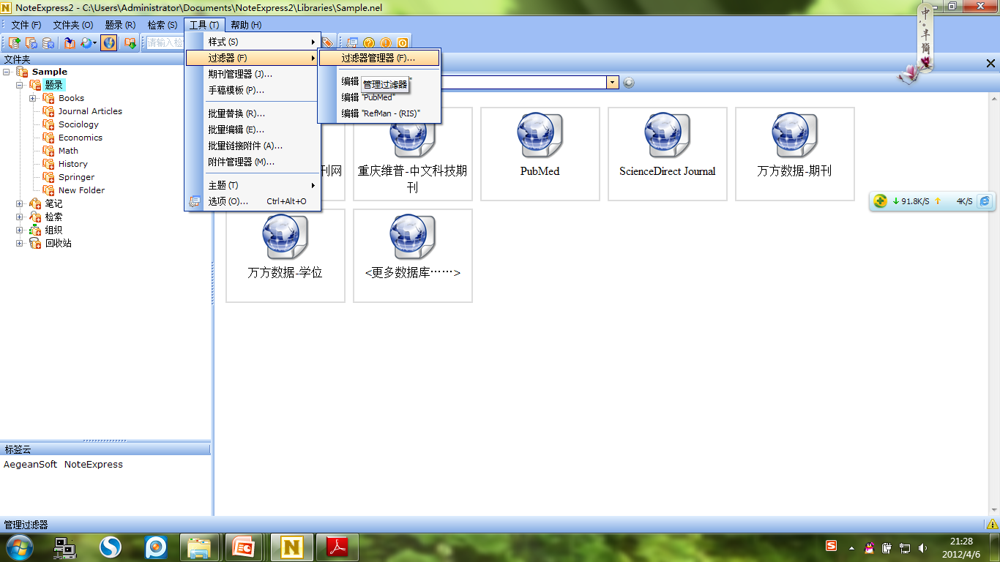 NoteExpress2 - C:\Users\Administrator\Documents\NoteExpress2\Libraries\Sample.nel
文件 (F) 文件夹 (O) 题录 (R) 检索 (S) 工具 (T) 帮助 (H)
请输入检
样式 (S)
过滤器 (F)
期刊管理器 (J)...
手稿模板 (P)...
批量替换 (R)...
批量编辑 (E)...
批量链接附件 (A)...
附件管理器 (M)...
主题 (T)
选项 (O)... Ctrl+Alt+O
过滤器管理器 (F)...
编辑
管理过滤器
编辑 "PubMed"
编辑 "RefMan - (RIS)"
中
半
简
文件夹
Sample
题录
Books
Journal Articles
Sociology
Economics
Math
History
Springer
New Folder
笔记
检索
组织
回收站
刊网
重庆维普-中文科技期
刊
PubMed
ScienceDirect Journal
万方数据-期刊
万方数据-学位
<更多数据库……>
91.8K/S 4K/S
标签云
AegeanSoft NoteExpress
管理过滤器
21:28
2012/4/6